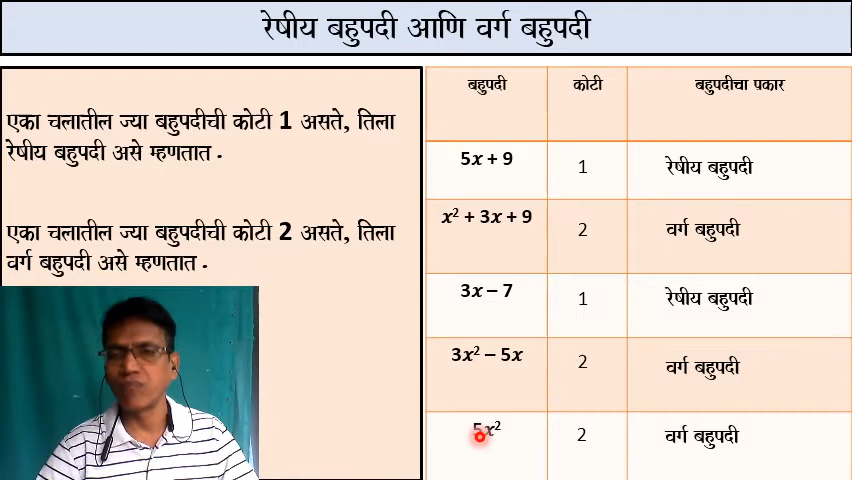 रेषीय बहुपदी आणि वर्ग बहुपदी
एका चलातील ज्या बहुपदीची कोटी 1 असते, तिला
रेषीय बहुपदी असे म्हणतात .
एका चलातील ज्या बहुपदीची कोटी 2 असते, तिला
वर्ग बहुपदी असे म्हणतात .
बहुपदी कोटी बहुपदीचा प्रकार
5x + 9 1 रेषीय बहुपदी
x² + 3x + 9 2 वर्ग बहुपदी
3x – 7 1 रेषीय बहुपदी
3x² – 5x 2 वर्ग बहुपदी
5x² 2 वर्ग बहुपदी